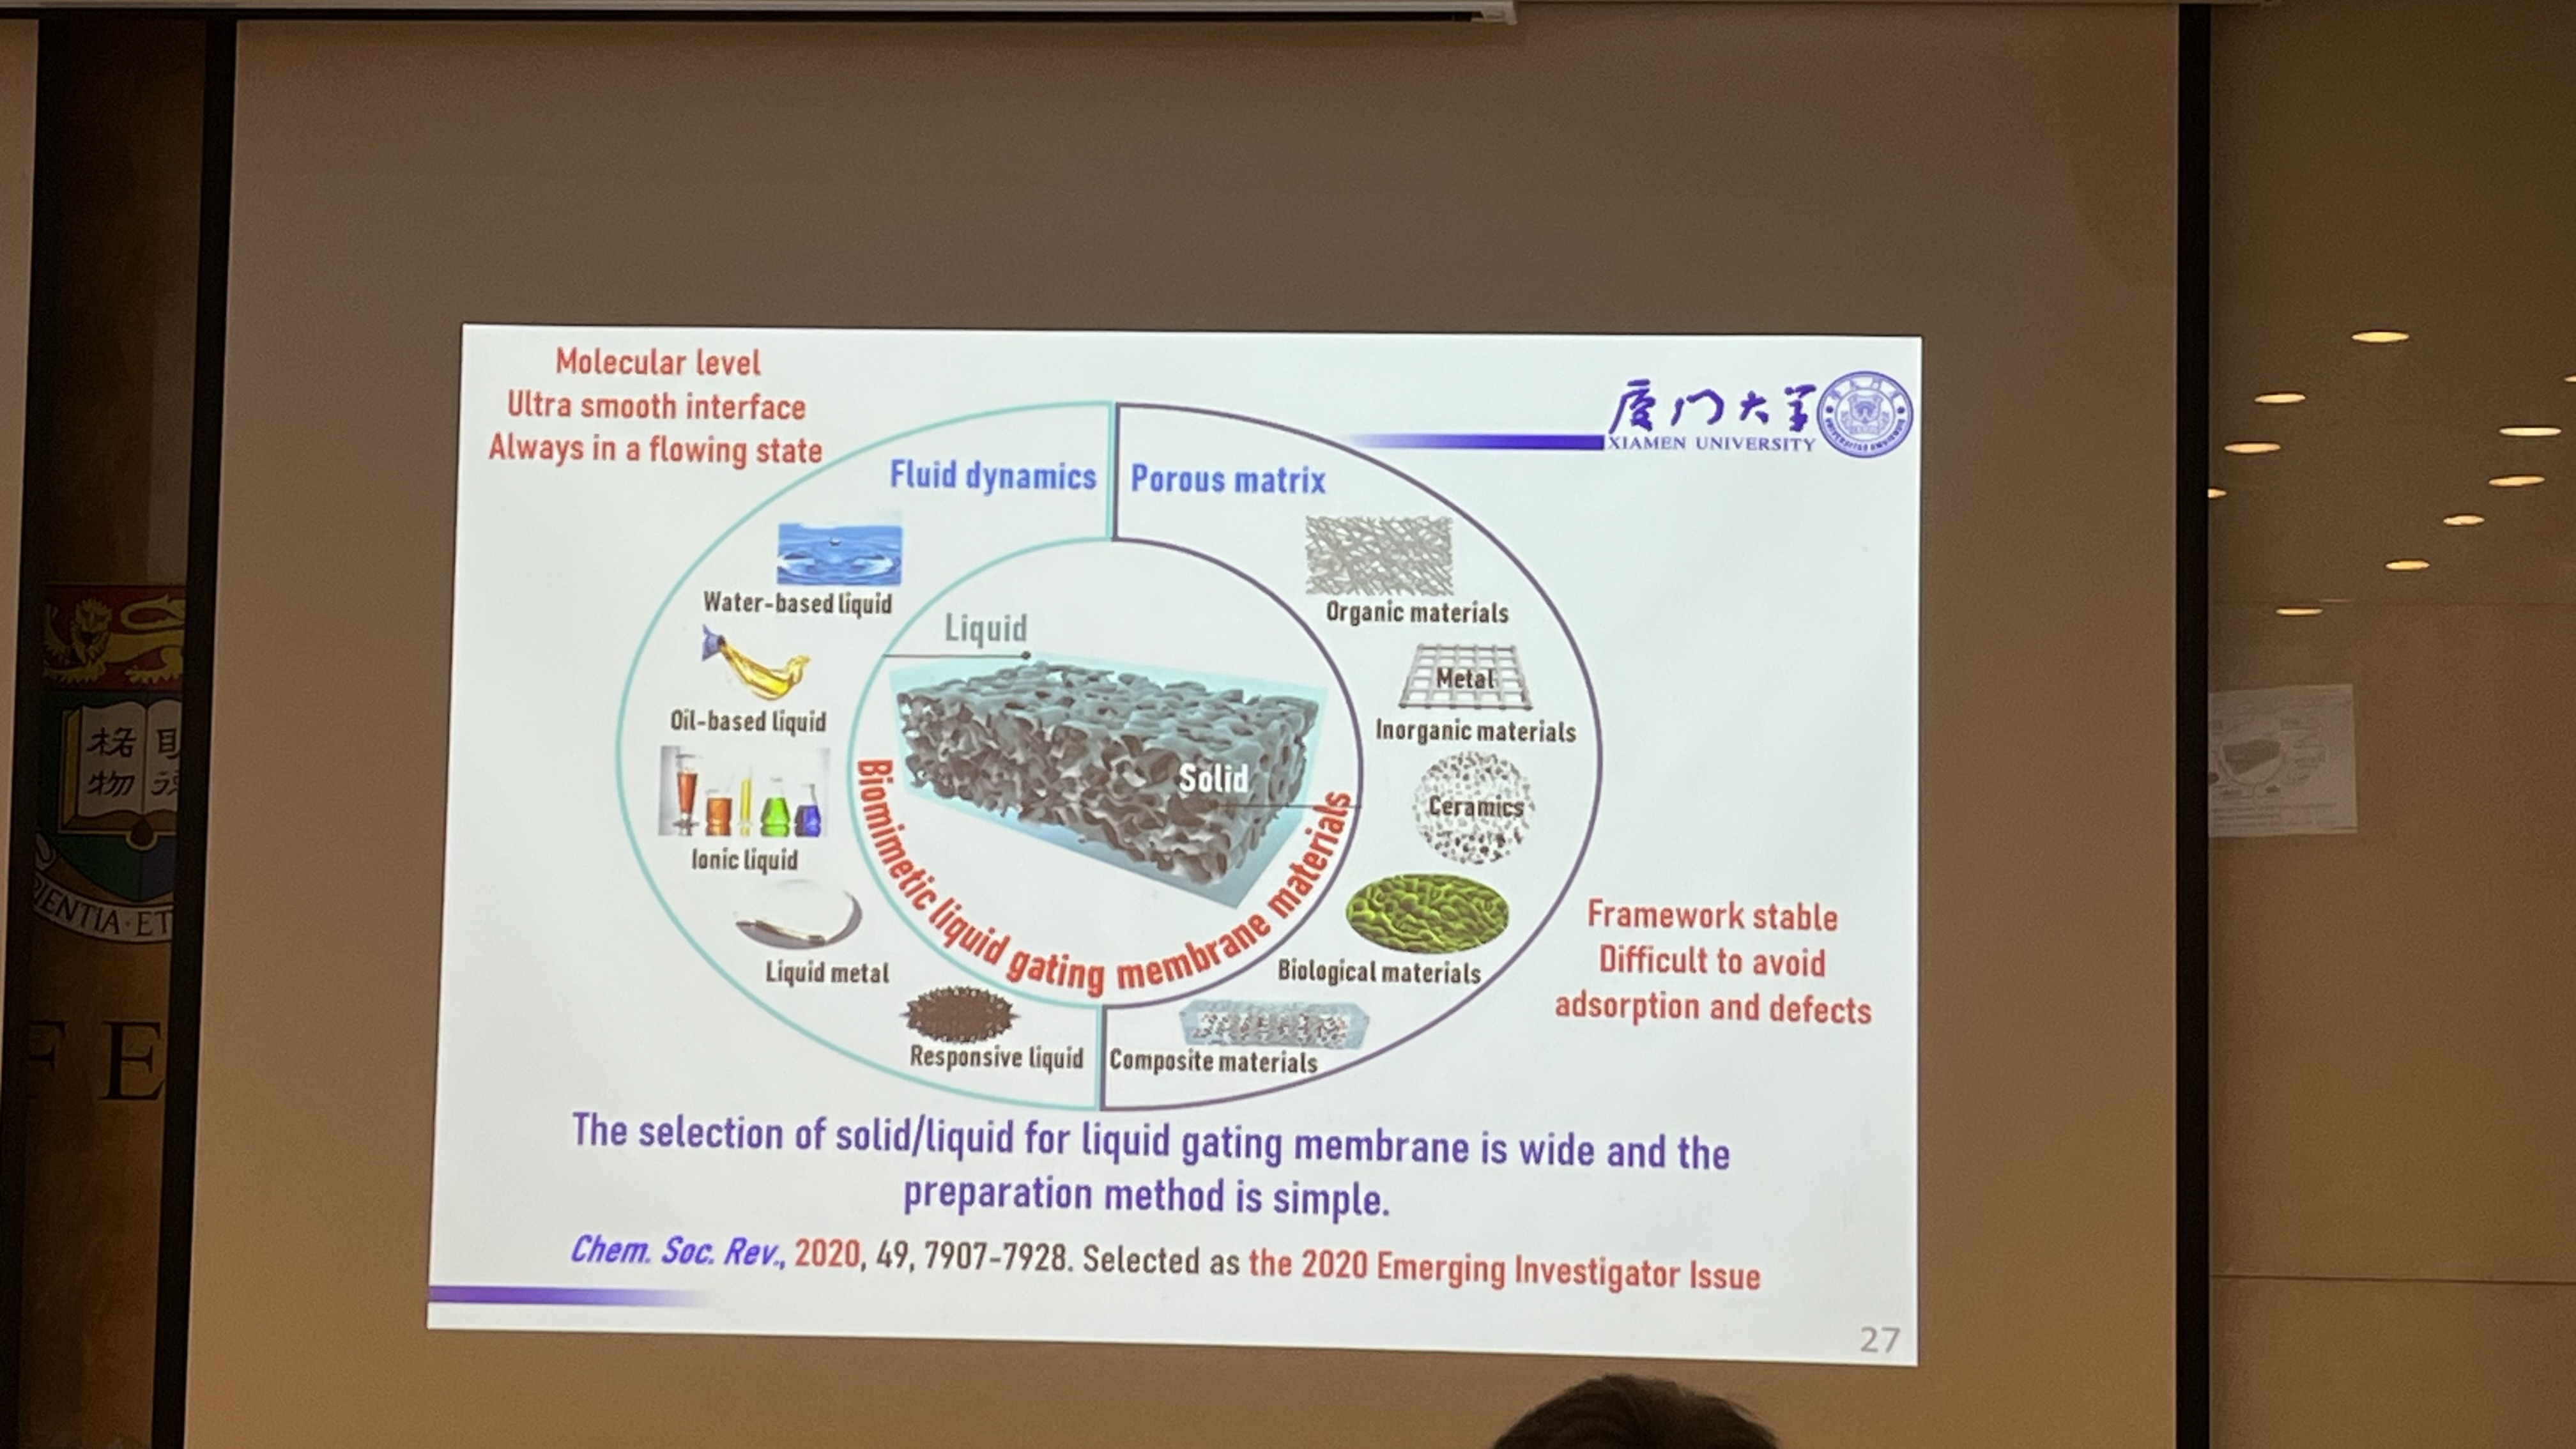 Molecular level
Ultra smooth interface
Always in a flowing state
厦门大学
XIAMEN UNIVERSITY
Fluid dynamics
Porous matrix
Water-based liquid
Oil-based liquid
Ionic liquid
Liquid metal
Responsive liquid
Liquid
Solid
Biomimetic liquid gating membrane materials
Organic materials
Metal
Inorganic materials
Ceramics
Biological materials
Composite materials
Framework stable
Difficult to avoid
adsorption and defects
The selection of solid/liquid for liquid gating membrane is wide and the
preparation method is simple.
Chem. Soc. Rev., 2020, 49, 7907-7928. Selected as the 2020 Emerging Investigator Issue
27
格
物
ET
F E